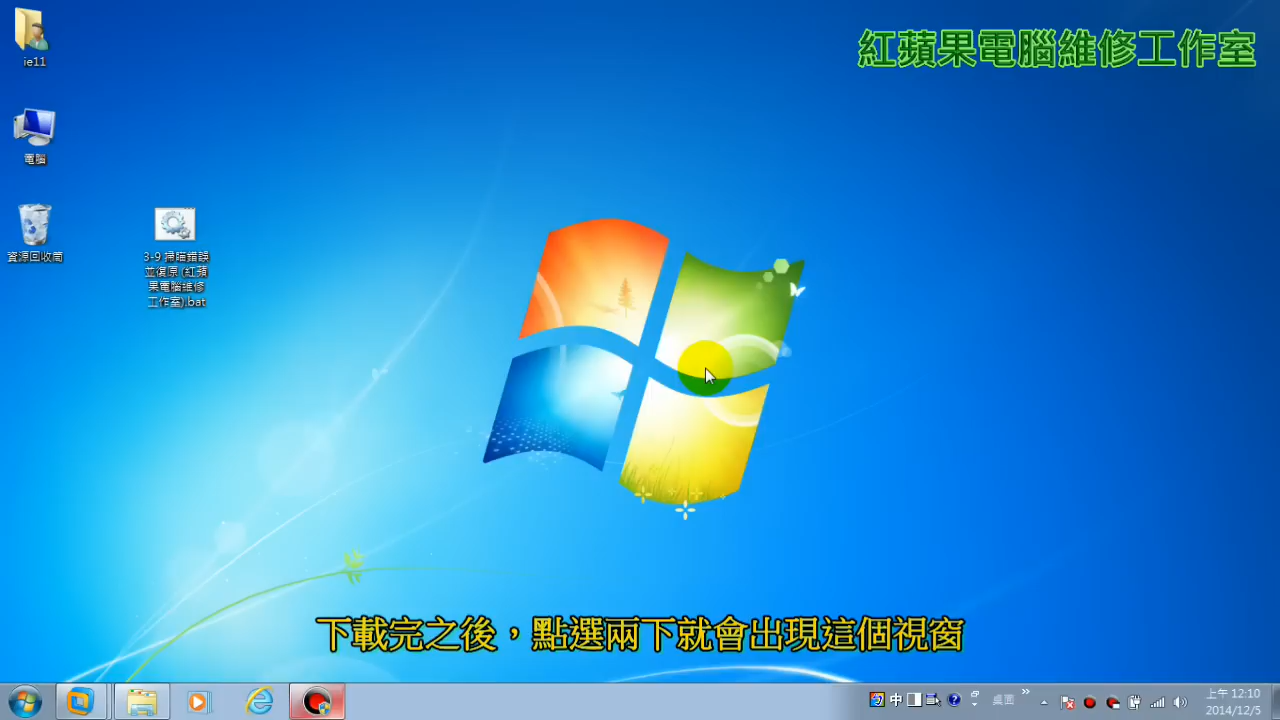 紅蘋果電腦維修工作室
ie11
電腦
資源回收筒
3-9 掃瞄錯誤
並復原 (紅蘋
果電腦維修
工作室).bat
下載完之後，點選兩下就會出現這個視窗
中
桌面
上午 12:10
2014/12/5